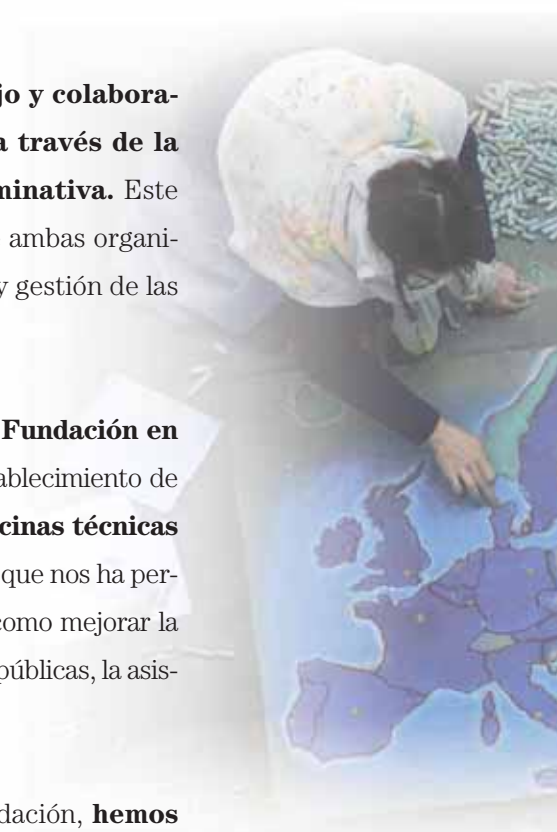 jo y colabora-
a través de la
minativa. Este
ambas organi-
y gestión de las
Fundación en
ablecimiento de
cinas técnicas
que nos ha per-
como mejorar la
públicas, la asis-
dación, hemos